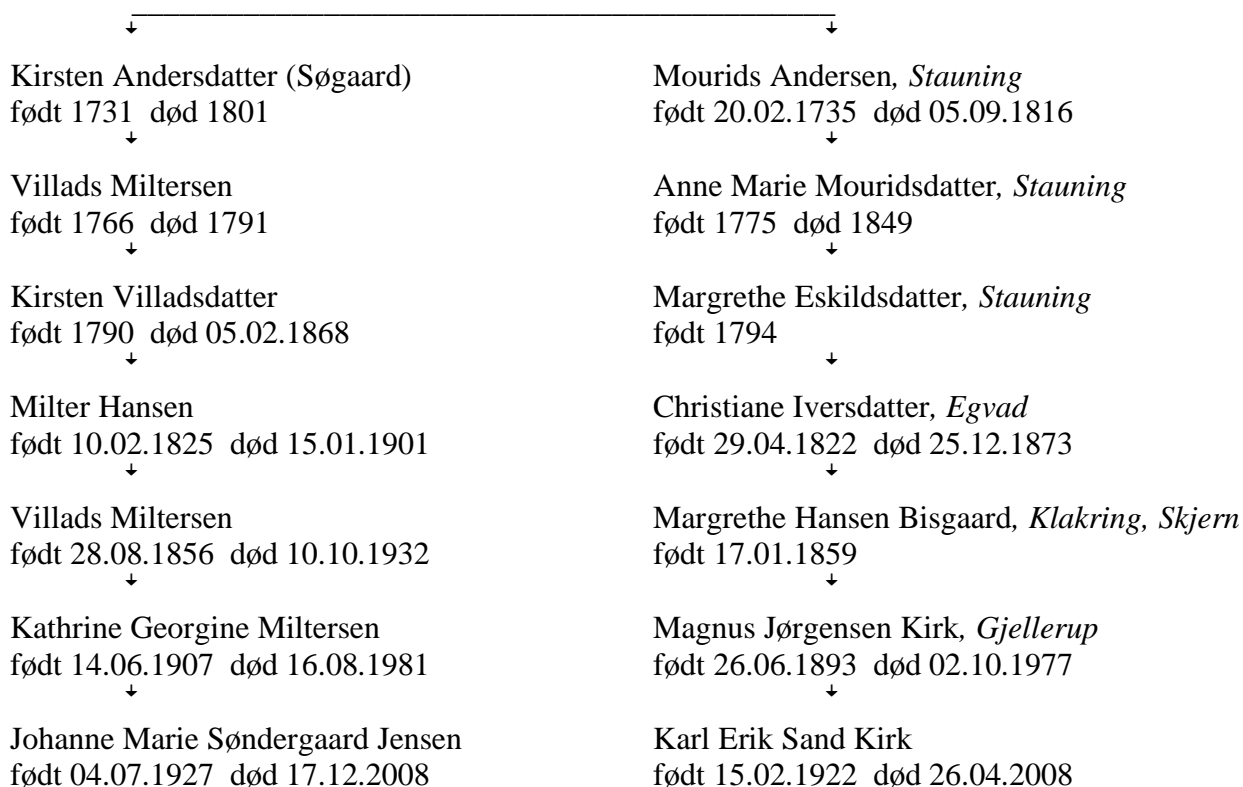 Kirsten Andersdatter (Søgaard)
født 1731 død 1801
Villads Miltersen
født 1766 død 1791
Kirsten Villadsdatter
født 1790 død 05.02.1868
Milter Hansen
født 10.02.1825 død 15.01.1901
Villads Miltersen
født 28.08.1856 død 10.10.1932
Kathrine Georgine Miltersen
født 14.06.1907 død 16.08.1981
Johanne Marie Søndergaard Jensen
født 04.07.1927 død 17.12.2008
Mourids Andersen, Stauning
født 20.02.1735 død 05.09.1816
Anne Marie Mouridsdatter, Stauning
født 1775 død 1849
Margrethe Eskildsdatter, Stauning
født 1794
Christiane Iversdatter, Egvad
født 29.04.1822 død 25.12.1873
Margrethe Hansen Bisgaard, Klakring, Skjern
født 17.01.1859
Magnus Jørgensen Kirk, Gjellerup
født 26.06.1893 død 02.10.1977
Karl Erik Sand Kirk
født 15.02.1922 død 26.04.2008